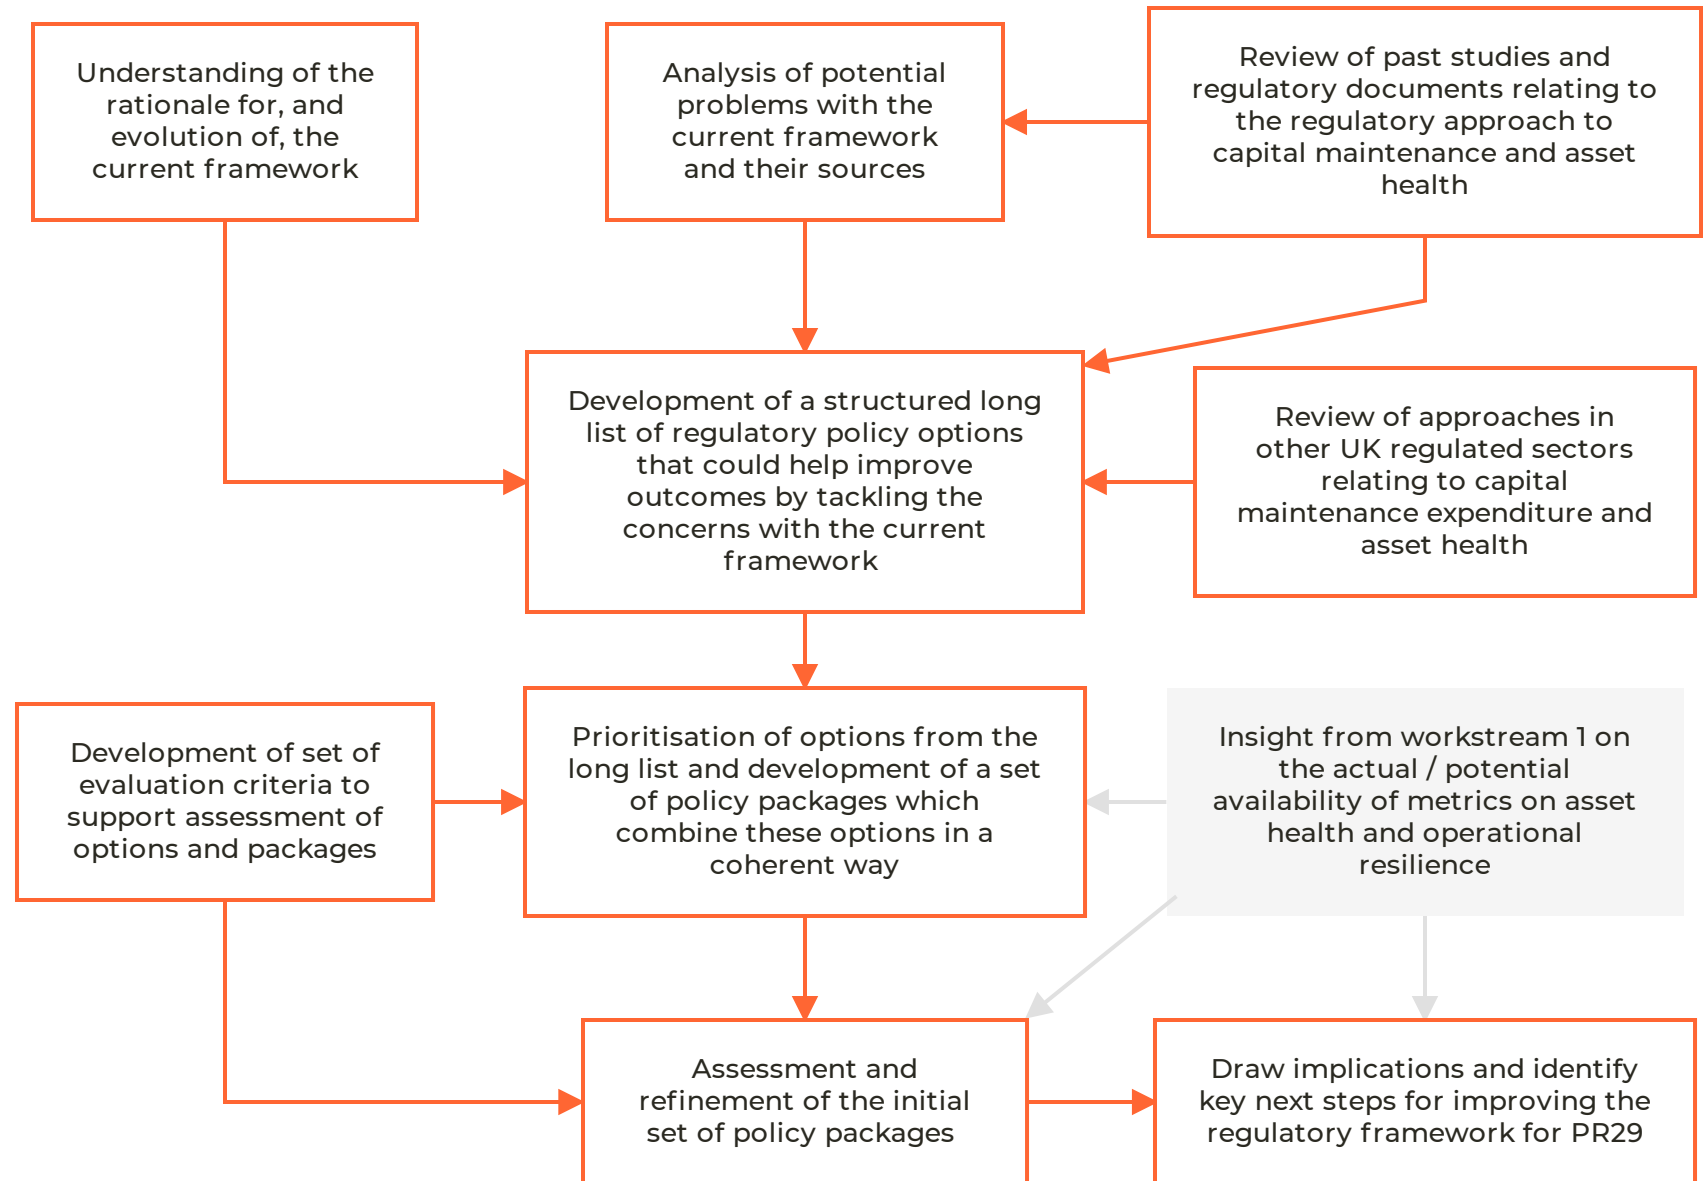 Understanding of the
rationale for, and
evolution of, the
current framework
Analysis of potential
problems with the
current framework
and their sources
Review of past studies and
regulatory documents relating to
the regulatory approach to
capital maintenance and asset
health
Development of a structured long
list of regulatory policy options
that could help improve
outcomes by tackling the
concerns with the current
framework
Review of approaches in
other UK regulated sectors
relating to capital
maintenance expenditure and
asset health
Development of set of
evaluation criteria to
support assessment of
options and packages
Prioritisation of options from the
long list and development of a set
of policy packages which
combine these options in a
coherent way
Insight from workstream 1 on
the actual / potential
availability of metrics on asset
health and operational
resilience
Assessment and
refinement of the initial
set of policy packages
Draw implications and identify
key next steps for improving the
regulatory framework for PR29